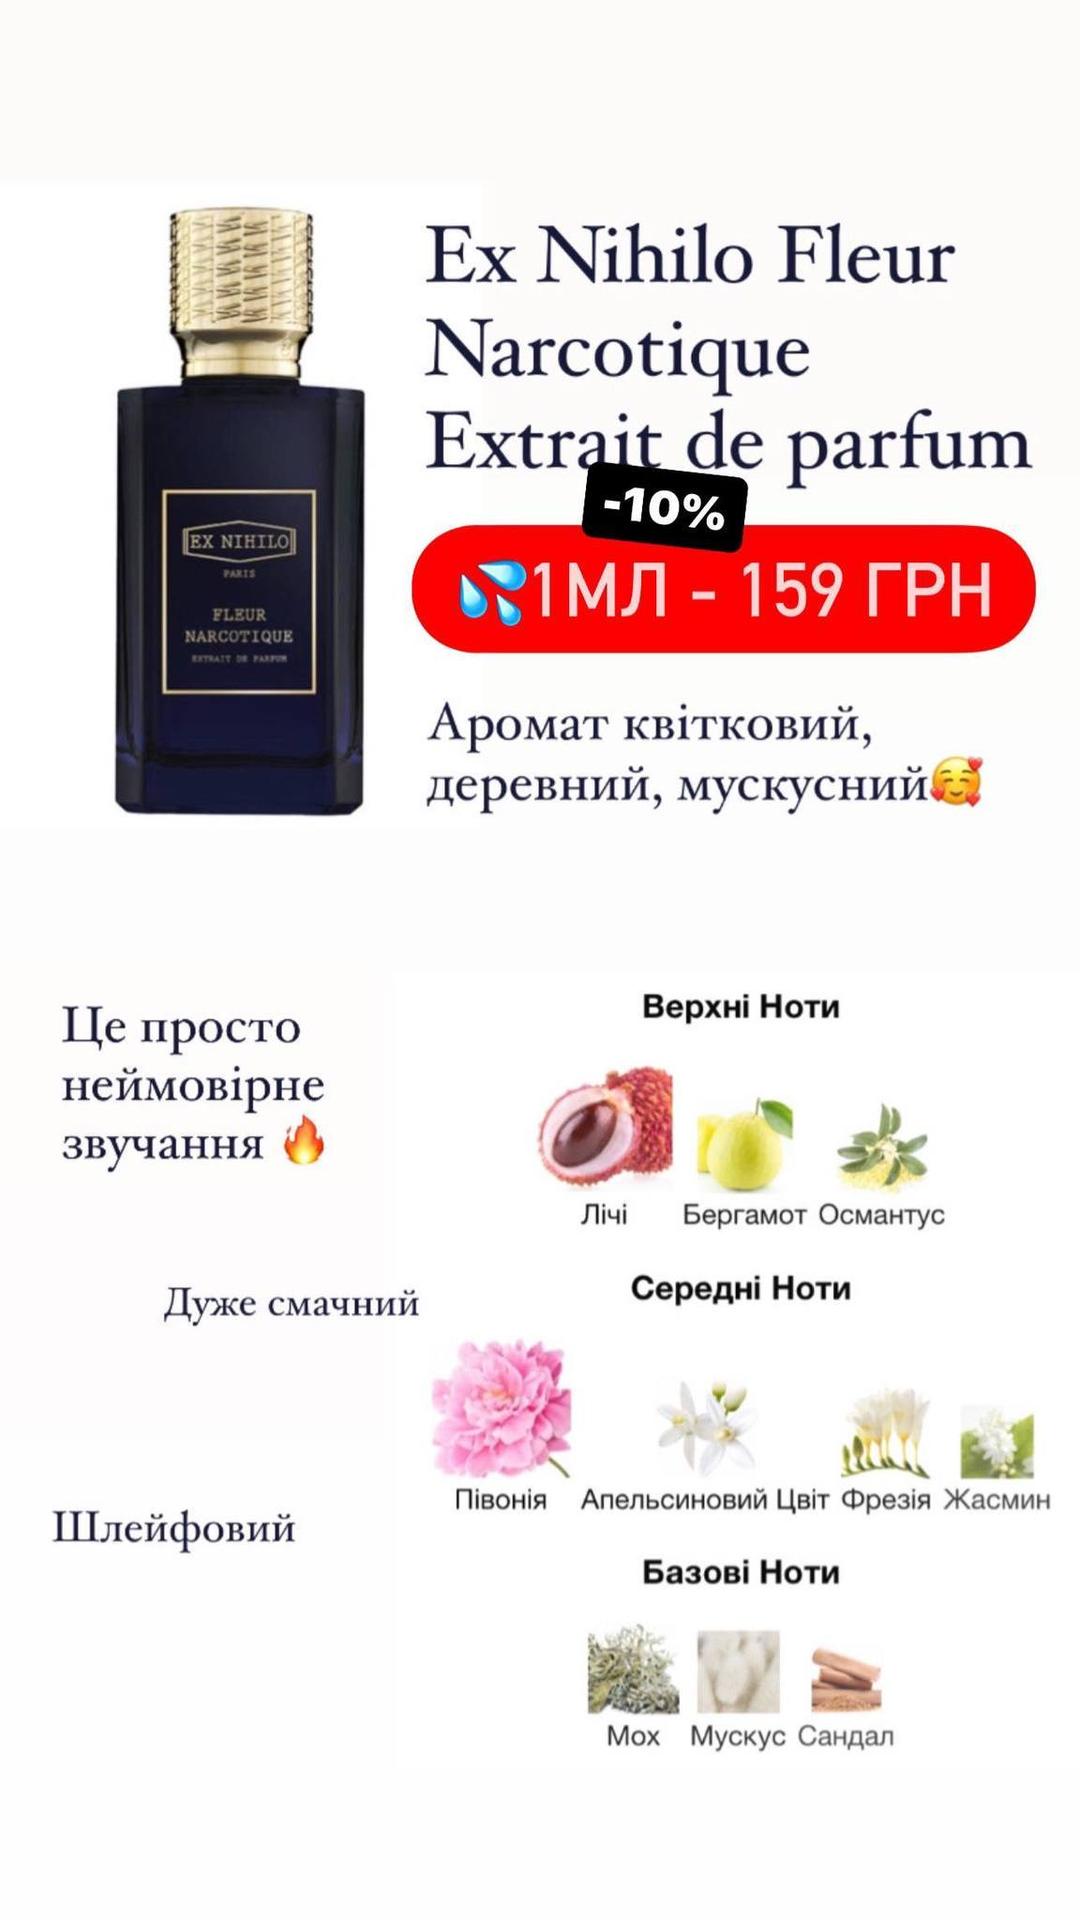 Ex Nihilo Fleur
Narcotique
Extrait de parfum
-10%
💦1МЛ - 159 ГРН
Аромат квітковий,
деревний, мускусний🥰
EX NIHILO
PARIS
FLEUR
NARCOTIQUE
EXTRAIT DE PARFUM
Це просто
неймовірне
звучання 🔥
Дуже смачний
Шлейфовий
Верхні Ноти
Лічі Бергамот Османтус
Середні Ноти
Півонія Апельсиновий Цвіт Фрезія Жасмин
Базові Ноти
Мох Мускус Сандал